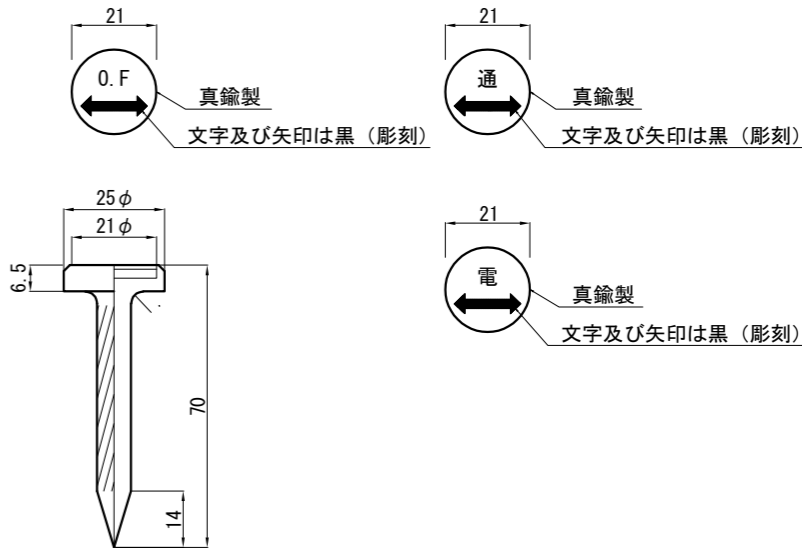 21
O.F
真鍮製
文字及び矢印は黒（彫刻）
21
通
真鍮製
文字及び矢印は黒（彫刻）
25φ
21φ
6.5
70
14
21
電
真鍮製
文字及び矢印は黒（彫刻）